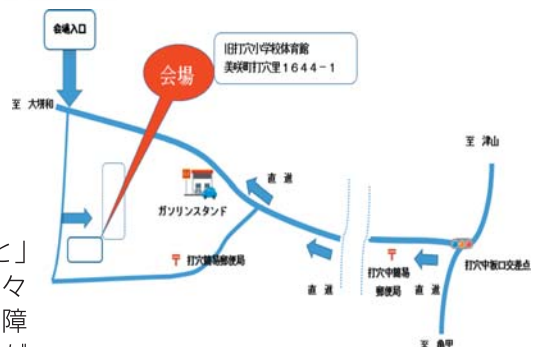 会場入口
会場
旧打穴小学校体育館
美咲町打穴里1644-1
至 大垪和
至 津山
直進
ガソリンスタンド
〒 打穴簡易郵便局
直進
〒
打穴中簡易
郵便局
直進
打穴中坂口交差点
至 亀甲
と」
々
障